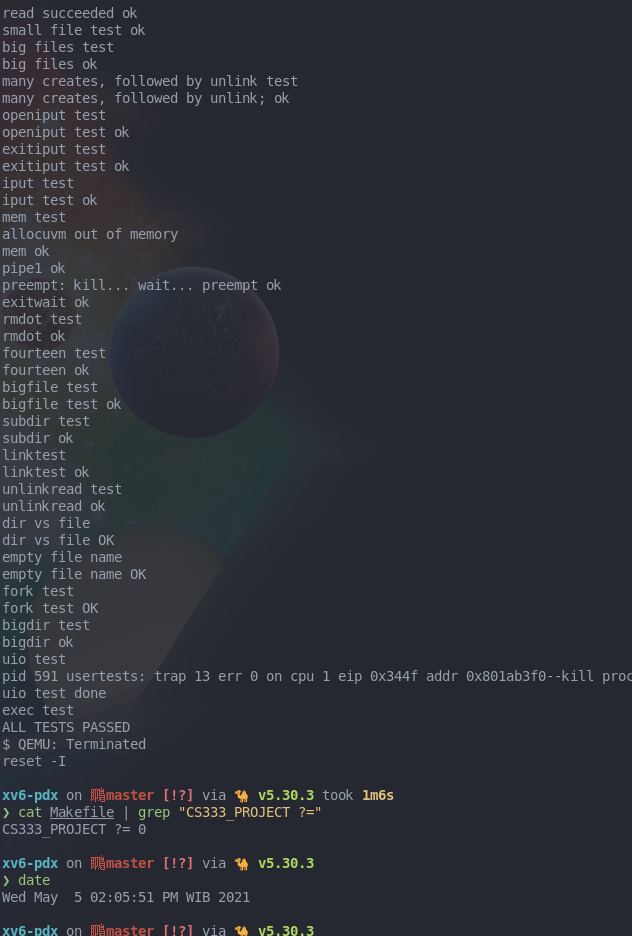 read succeeded ok
small file test ok
big files test
big files ok
many creates, followed by unlink test
many creates, followed by unlink; ok
openiput test
openiput test ok
exitiput test
exitiput test ok
iput test
iput test ok
mem test
allocuvm out of memory
mem ok
pipe1 ok
preempt: kill... wait... preempt ok
exitwait ok
rmdot test
rmdot ok
fourteen test
fourteen ok
bigfile test
bigfile test ok
subdir test
subdir ok
linktest
linktest ok
unlinkread test
unlinkread ok
dir vs file
dir vs file OK
empty file name
empty file name OK
fork test
fork test OK
bigdir test
bigdir ok
uio test
pid 591 usertests: trap 13 err 0 on cpu 1 eip 0x344f addr 0x801ab3f0--kill proc
uio test done
exec test
ALL TESTS PASSED
$ QEMU: Terminated
reset -I
xv6-pdx on master [!?] via 🐪 v5.30.3 took 1m6s
❯ cat Makefile | grep "CS333_PROJECT ?="
CS333_PROJECT ?= 0
xv6-pdx on master [!?] via 🐪 v5.30.3
❯ date
Wed May  5 02:05:51 PM WIB 2021
xv6-pdx on master [!?] via 🐪 v5.30.3